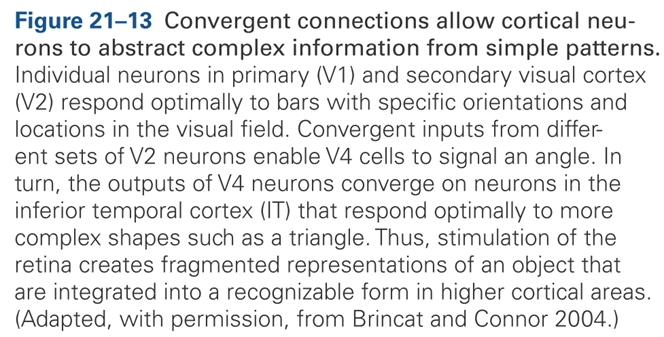 Figure 21–13 Convergent connections allow cortical neu-
rons to abstract complex information from simple patterns.
Individual neurons in primary (V1) and secondary visual cortex
(V2) respond optimally to bars with specific orientations and
locations in the visual field. Convergent inputs from differ-
ent sets of V2 neurons enable V4 cells to signal an angle. In
turn, the outputs of V4 neurons converge on neurons in the
inferior temporal cortex (IT) that respond optimally to more
complex shapes such as a triangle. Thus, stimulation of the
retina creates fragmented representations of an object that
are integrated into a recognizable form in higher cortical areas.
(Adapted, with permission, from Brincat and Connor 2004.)